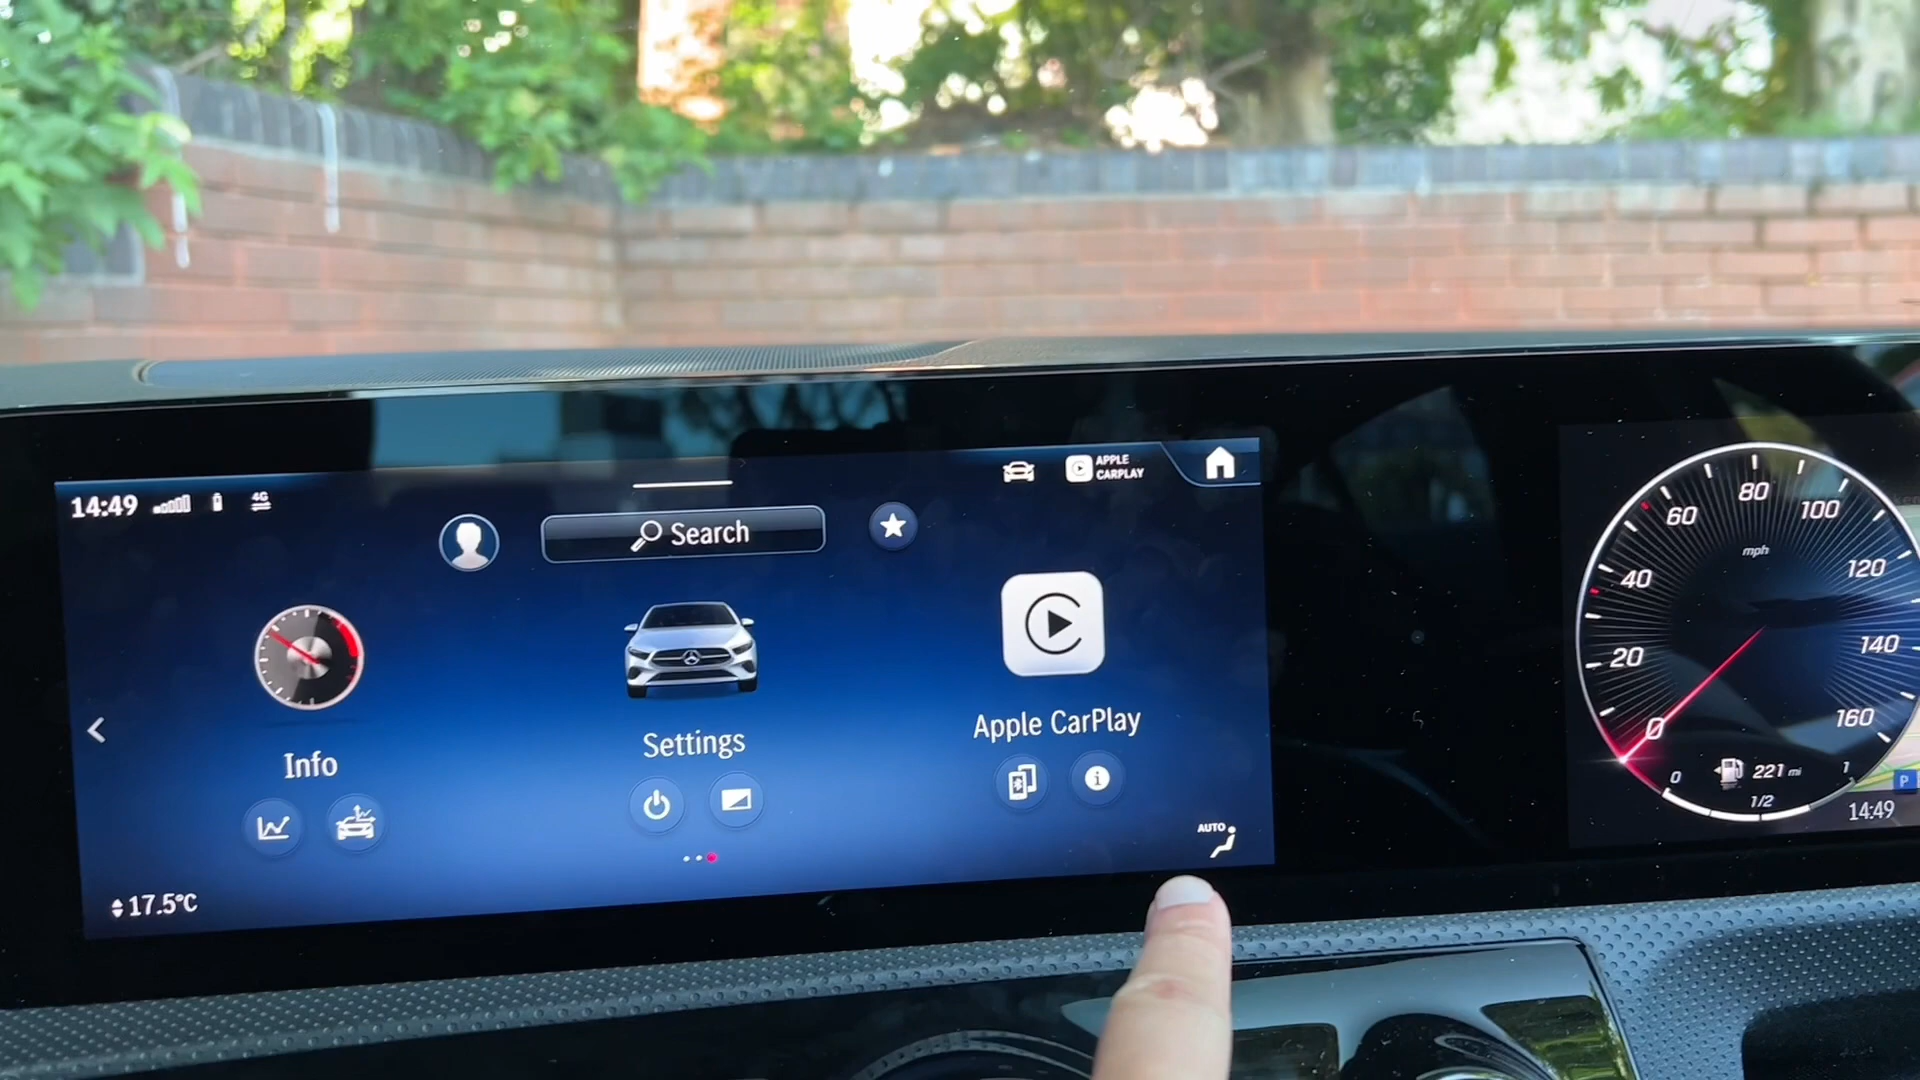 14:49
4G
APPLE
CARPLAY
Search
Info
Settings
Apple CarPlay
AUTO
17.5°C
0
20
40
60
80
100
120
140
160
mph
0
1/2
1
221 mi
P
14:49